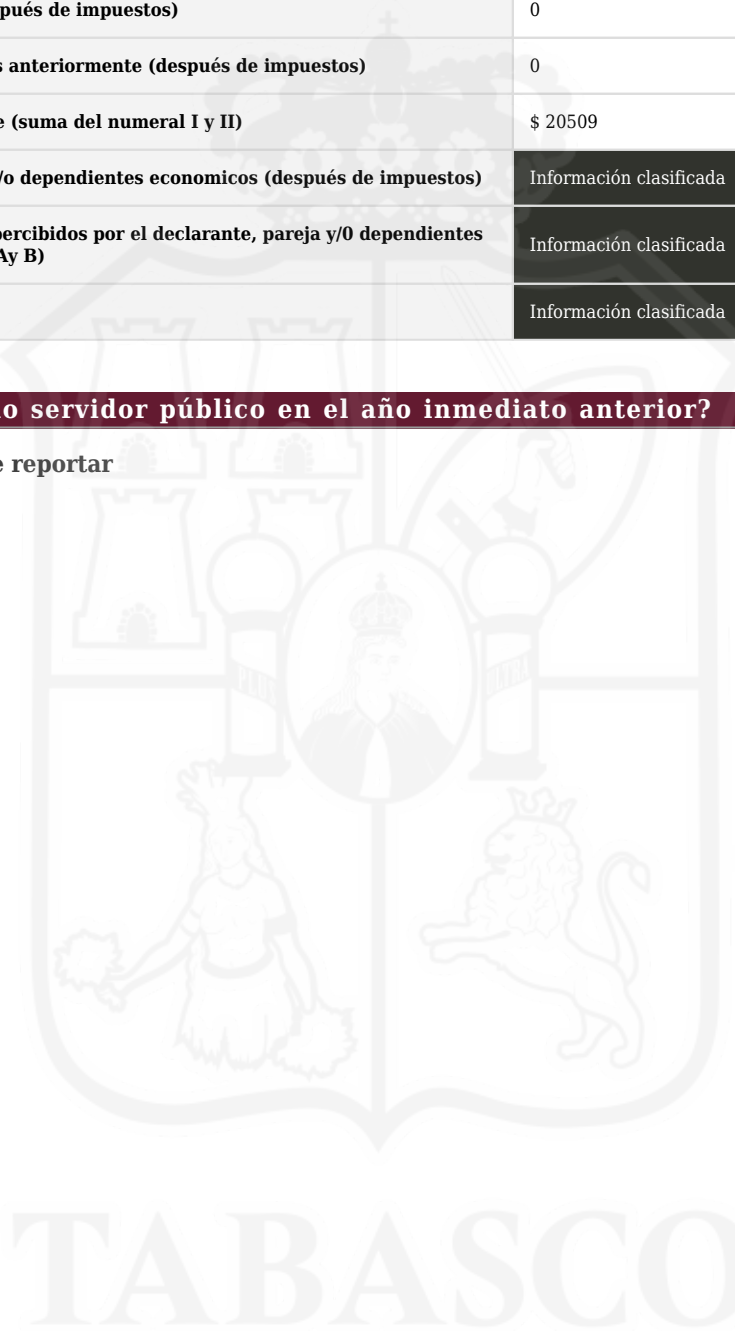 pués de impuestos) 0
s anteriormente (después de impuestos) 0
e (suma del numeral I y II) $ 20509
/o dependientes economicos (después de impuestos) Información clasificada
percibidos por el declarante, pareja y/0 dependientes
Ay B) Información clasificada
Información clasificada
o servidor público en el año inmediato anterior?
e reportar
PLUS ULTRA
TABASCO